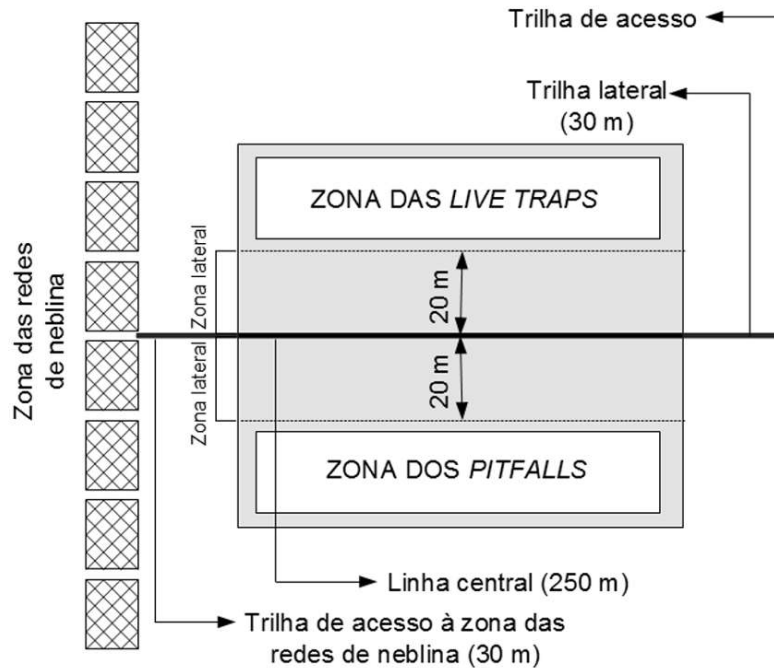 Trilha de acesso
Trilha lateral
(30 m)
ZONA DAS LIVE TRAPS
Zona lateral
20 m
Zona das redes
de neblina
Zona lateral
20 m
ZONA DOS PITFALLS
Linha central (250 m)
Trilha de acesso à zona das
redes de neblina (30 m)